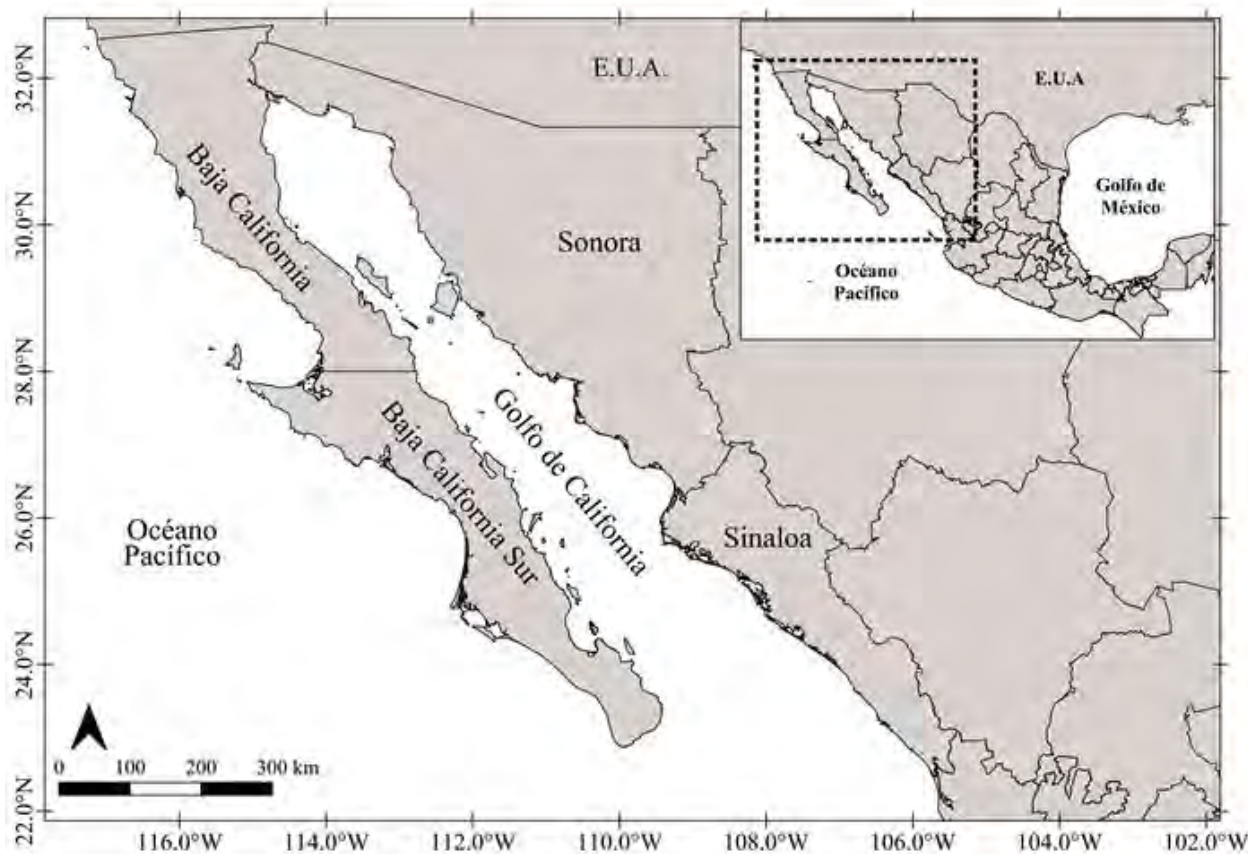 E.U.A.
Baja California
Sonora
Golfo de California
Baja California Sur
Sinaloa
Océano
Pacífico
E.U.A
Golfo de
México
Océano
Pacífico
0 100 200 300 km
32.0°N
30.0°N
28.0°N
26.0°N
24.0°N
22.0°N
116.0°W 114.0°W 112.0°W 110.0°W 108.0°W 106.0°W 104.0°W 102.0°W